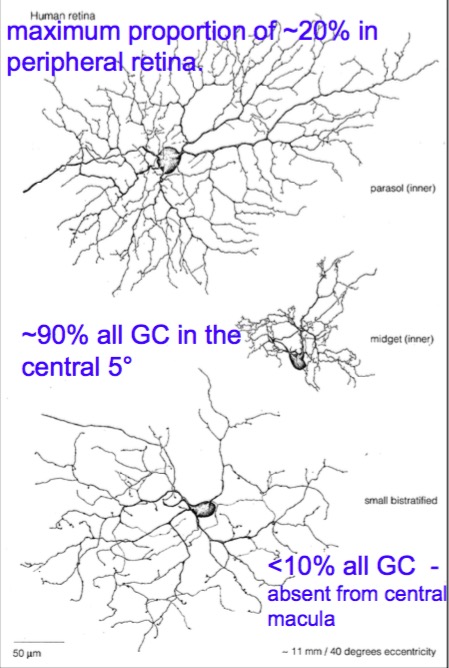 Human retina
maximum proportion of ~20% in
peripheral retina.
parasol (inner)
~90% all GC in the
central 5°
midget (inner)
small bistratified
<10% all GC -
absent from central
macula
50 µm
~ 11 mm / 40 degrees eccentricity